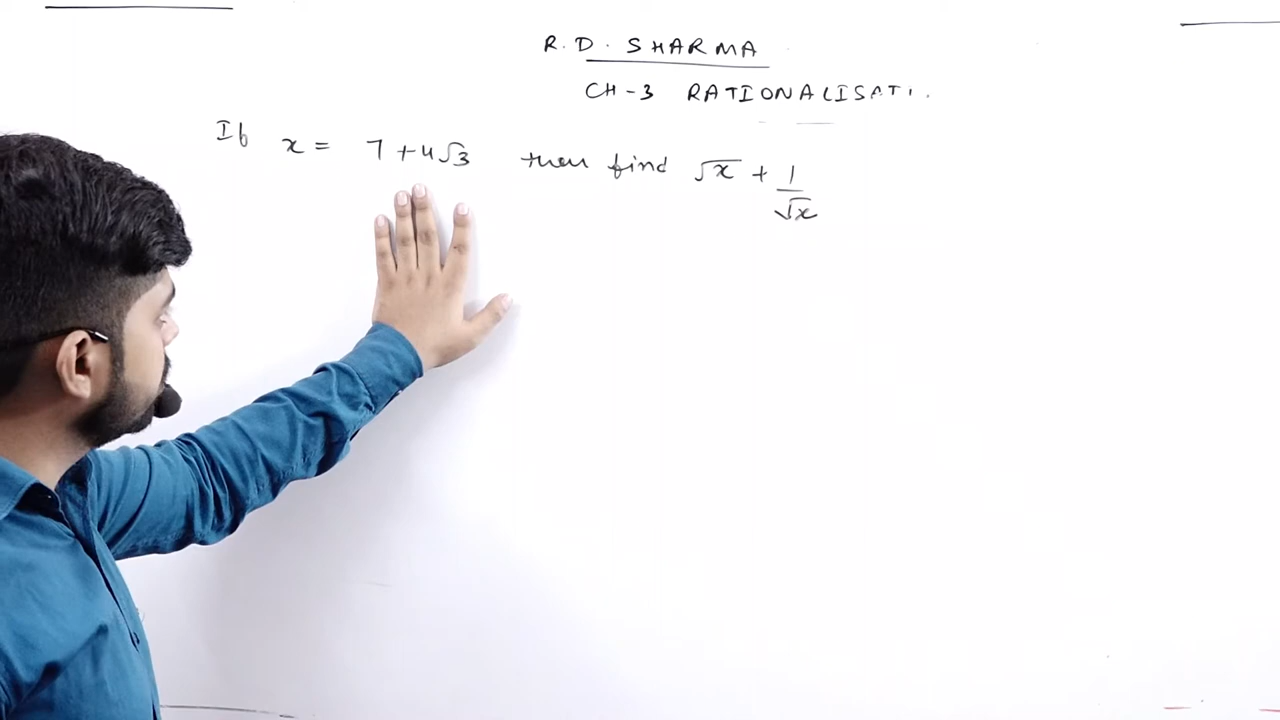 R.D. SHARMA
CH-3 RATIONALISATI.
If x = 7+4√3 then find √x + 1/√x